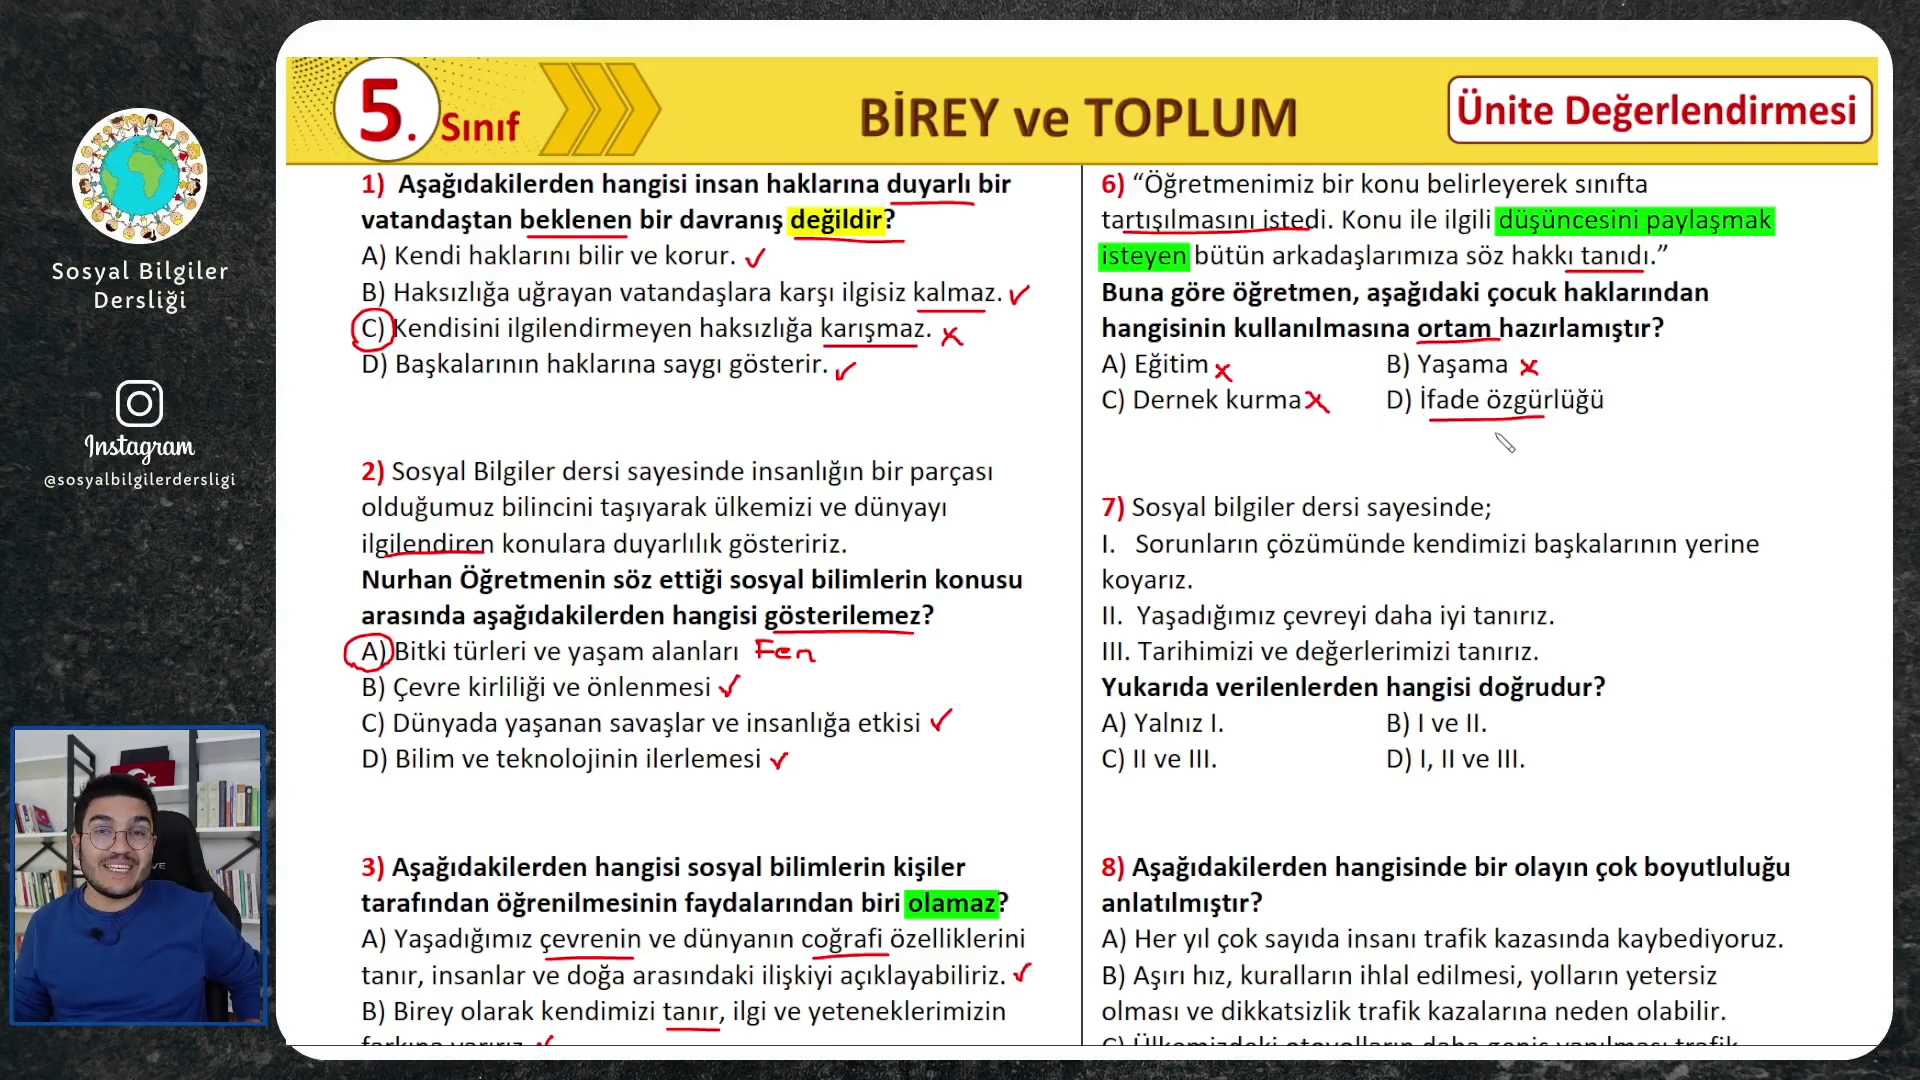 Sosyal Bilgiler
Dersliği
Instagram
@sosyalbilgilerdersligi
5. Sınıf
BİREY ve TOPLUM
Ünite Değerlendirmesi
1) Aşağıdakilerden hangisi insan haklarına duyarlı bir
vatandaştan beklenen bir davranış değildir?
A) Kendi haklarını bilir ve korur.
B) Haksızlığa uğrayan vatandaşlara karşı ilgisiz kalmaz.
C) Kendisini ilgilendirmeyen haksızlığa karışmaz.
D) Başkalarının haklarına saygı gösterir.
2) Sosyal Bilgiler dersi sayesinde insanlığın bir parçası
olduğumuz bilincini taşıyarak ülkemizi ve dünyayı
ilgilendiren konulara duyarlılık gösteririz.
Nurhan Öğretmenin söz ettiği sosyal bilimlerin konusu
arasında aşağıdakilerden hangisi gösterilemez?
A) Bitki türleri ve yaşam alanları Fen
B) Çevre kirliliği ve önlenmesi
C) Dünyada yaşanan savaşlar ve insanlığa etkisi
D) Bilim ve teknolojinin ilerlemesi
3) Aşağıdakilerden hangisi sosyal bilimlerin kişiler
tarafından öğrenilmesinin faydalarından biri olamaz?
A) Yaşadığımız çevrenin ve dünyanın coğrafi özelliklerini
tanır, insanlar ve doğa arasındaki ilişkiyi açıklayabiliriz.
B) Birey olarak kendimizi tanır, ilgi ve yeteneklerimizin
farkına varırız.
6) “Öğretmenimiz bir konu belirleyerek sınıfta
tartışılmasını istedi. Konu ile ilgili düşüncesini paylaşmak
isteyen bütün arkadaşlarımıza söz hakkı tanıdı.”
Buna göre öğretmen, aşağıdaki çocuk haklarından
hangisinin kullanılmasına ortam hazırlamıştır?
A) Eğitim B) Yaşama
C) Dernek kurma D) İfade özgürlüğü
7) Sosyal bilgiler dersi sayesinde;
I. Sorunların çözümünde kendimizi başkalarının yerine
koyarız.
II. Yaşadığımız çevreyi daha iyi tanırız.
III. Tarihimizi ve değerlerimizi tanırız.
Yukarıda verilenlerden hangisi doğrudur?
A) Yalnız I. B) I ve II.
C) II ve III. D) I, II ve III.
8) Aşağıdakilerden hangisinde bir olayın çok boyutluluğu
anlatılmıştır?
A) Her yıl çok sayıda insanı trafik kazasında kaybediyoruz.
B) Aşırı hız, kuralların ihlal edilmesi, yolların yetersiz
olması ve dikkatsizlik trafik kazalarına neden olabilir.
C) Ülkemizdeki otoyolların daha geniş yapılması trafik